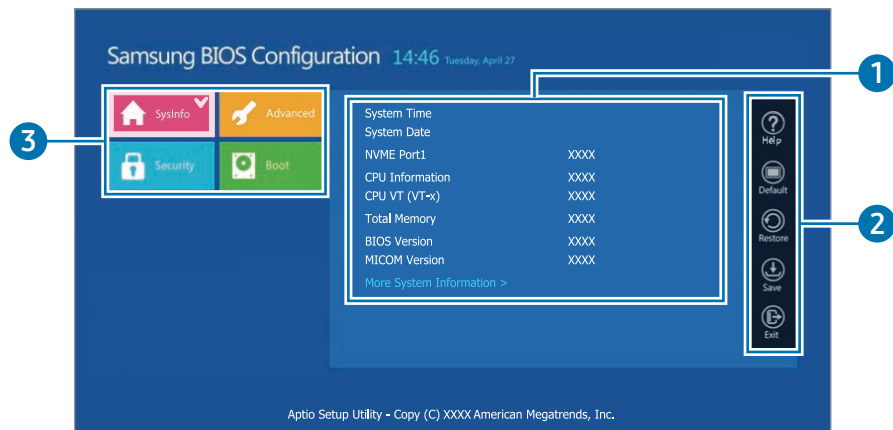 Samsung BIOS Configuration 14:46 Tuesday, April 27
1
SysInfo
Advanced
3
Security
Boot
System Time
System Date
NVME Port1 XXXX
CPU Information XXXX
CPU VT (VT-x) XXXX
Total Memory XXXX
BIOS Version XXXX
MICOM Version XXXX
More System Information >
Help
Default
2
Restore
Save
Exit
Aptio Setup Utility - Copy (C) XXXX American Megatrends, Inc.